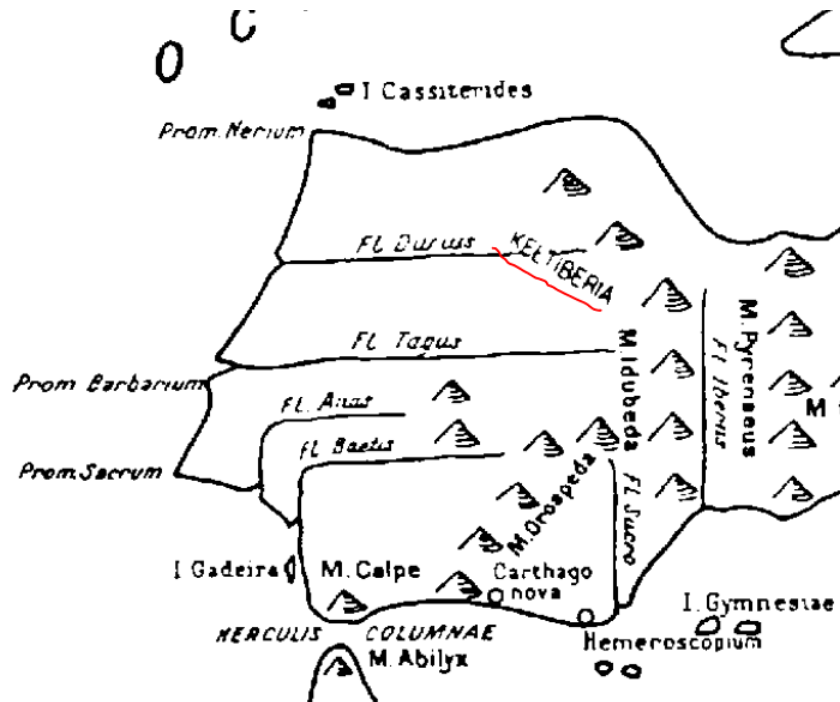 O
C
I Cassiterides
Prom. Nerium
Fl. Durius
KELTIBERIA
Fl. Tagus
M. Idubeda
Fl. Iberus
M. Pyrenaeus
M
Prom. Barbarium
Fl. Anas
Fl. Baetis
Prom. Sacrum
M. Orospeda
Fl. Sucro
I Gadeira
M. Calpe
Carthago
nova
I. Gymnesiae
HERCULIS COLUMNAE
Hemeroscopium
M. Abilyx